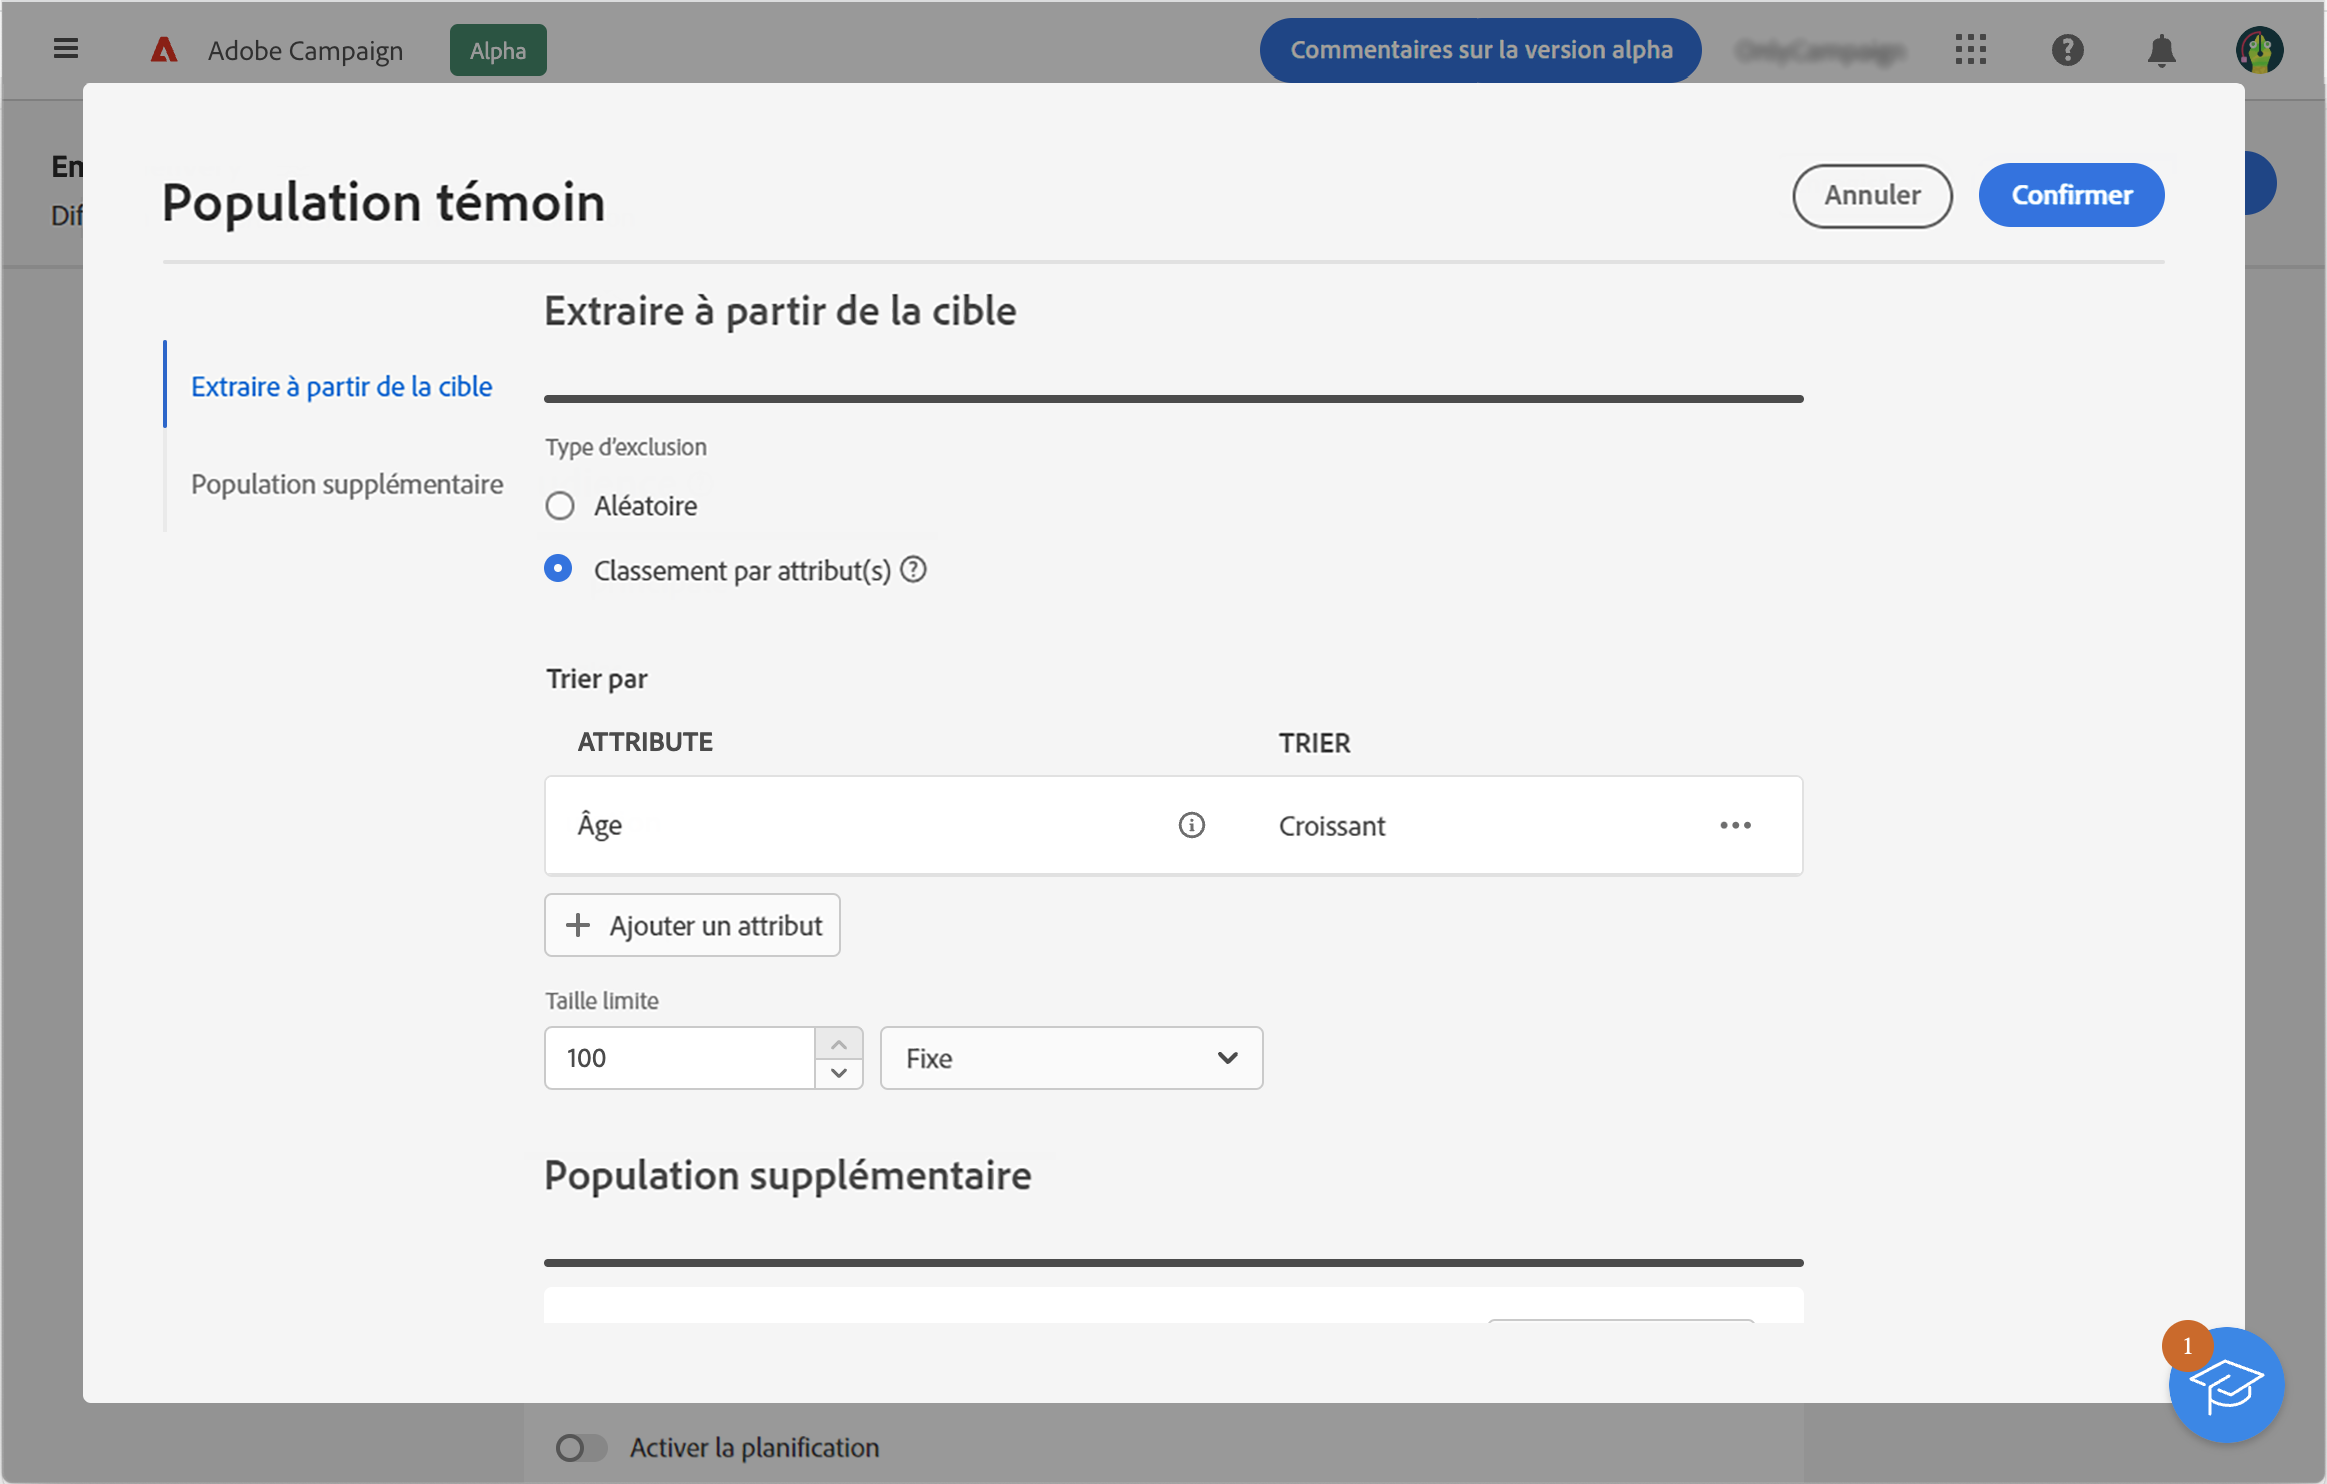 Adobe Campaign
Alpha
Commentaires sur la version alpha
En
Dif
Population témoin
Annuler
Confirmer
Extraire à partir de la cible
Population supplémentaire
Extraire à partir de la cible
Type d'exclusion
Aléatoire
Classement par attribut(s)
Trier par
ATTRIBUTE TRIER
Âge Croissant
Ajouter un attribut
Taille limite
100 Fixe
Population supplémentaire
1
Activer la planification